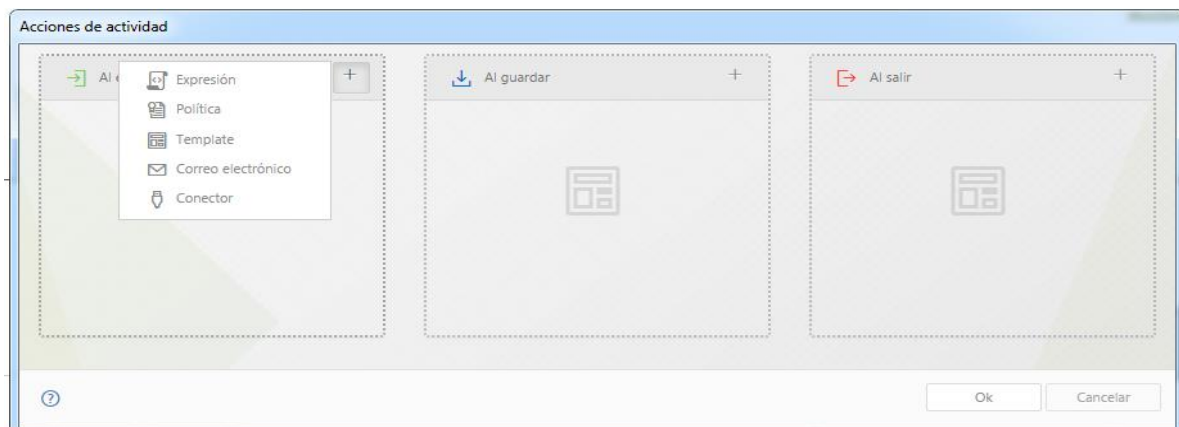 Acciones de actividad
Al
Expresión
Política
Template
Correo electrónico
Conector
Al guardar
Al salir
Ok
Cancelar